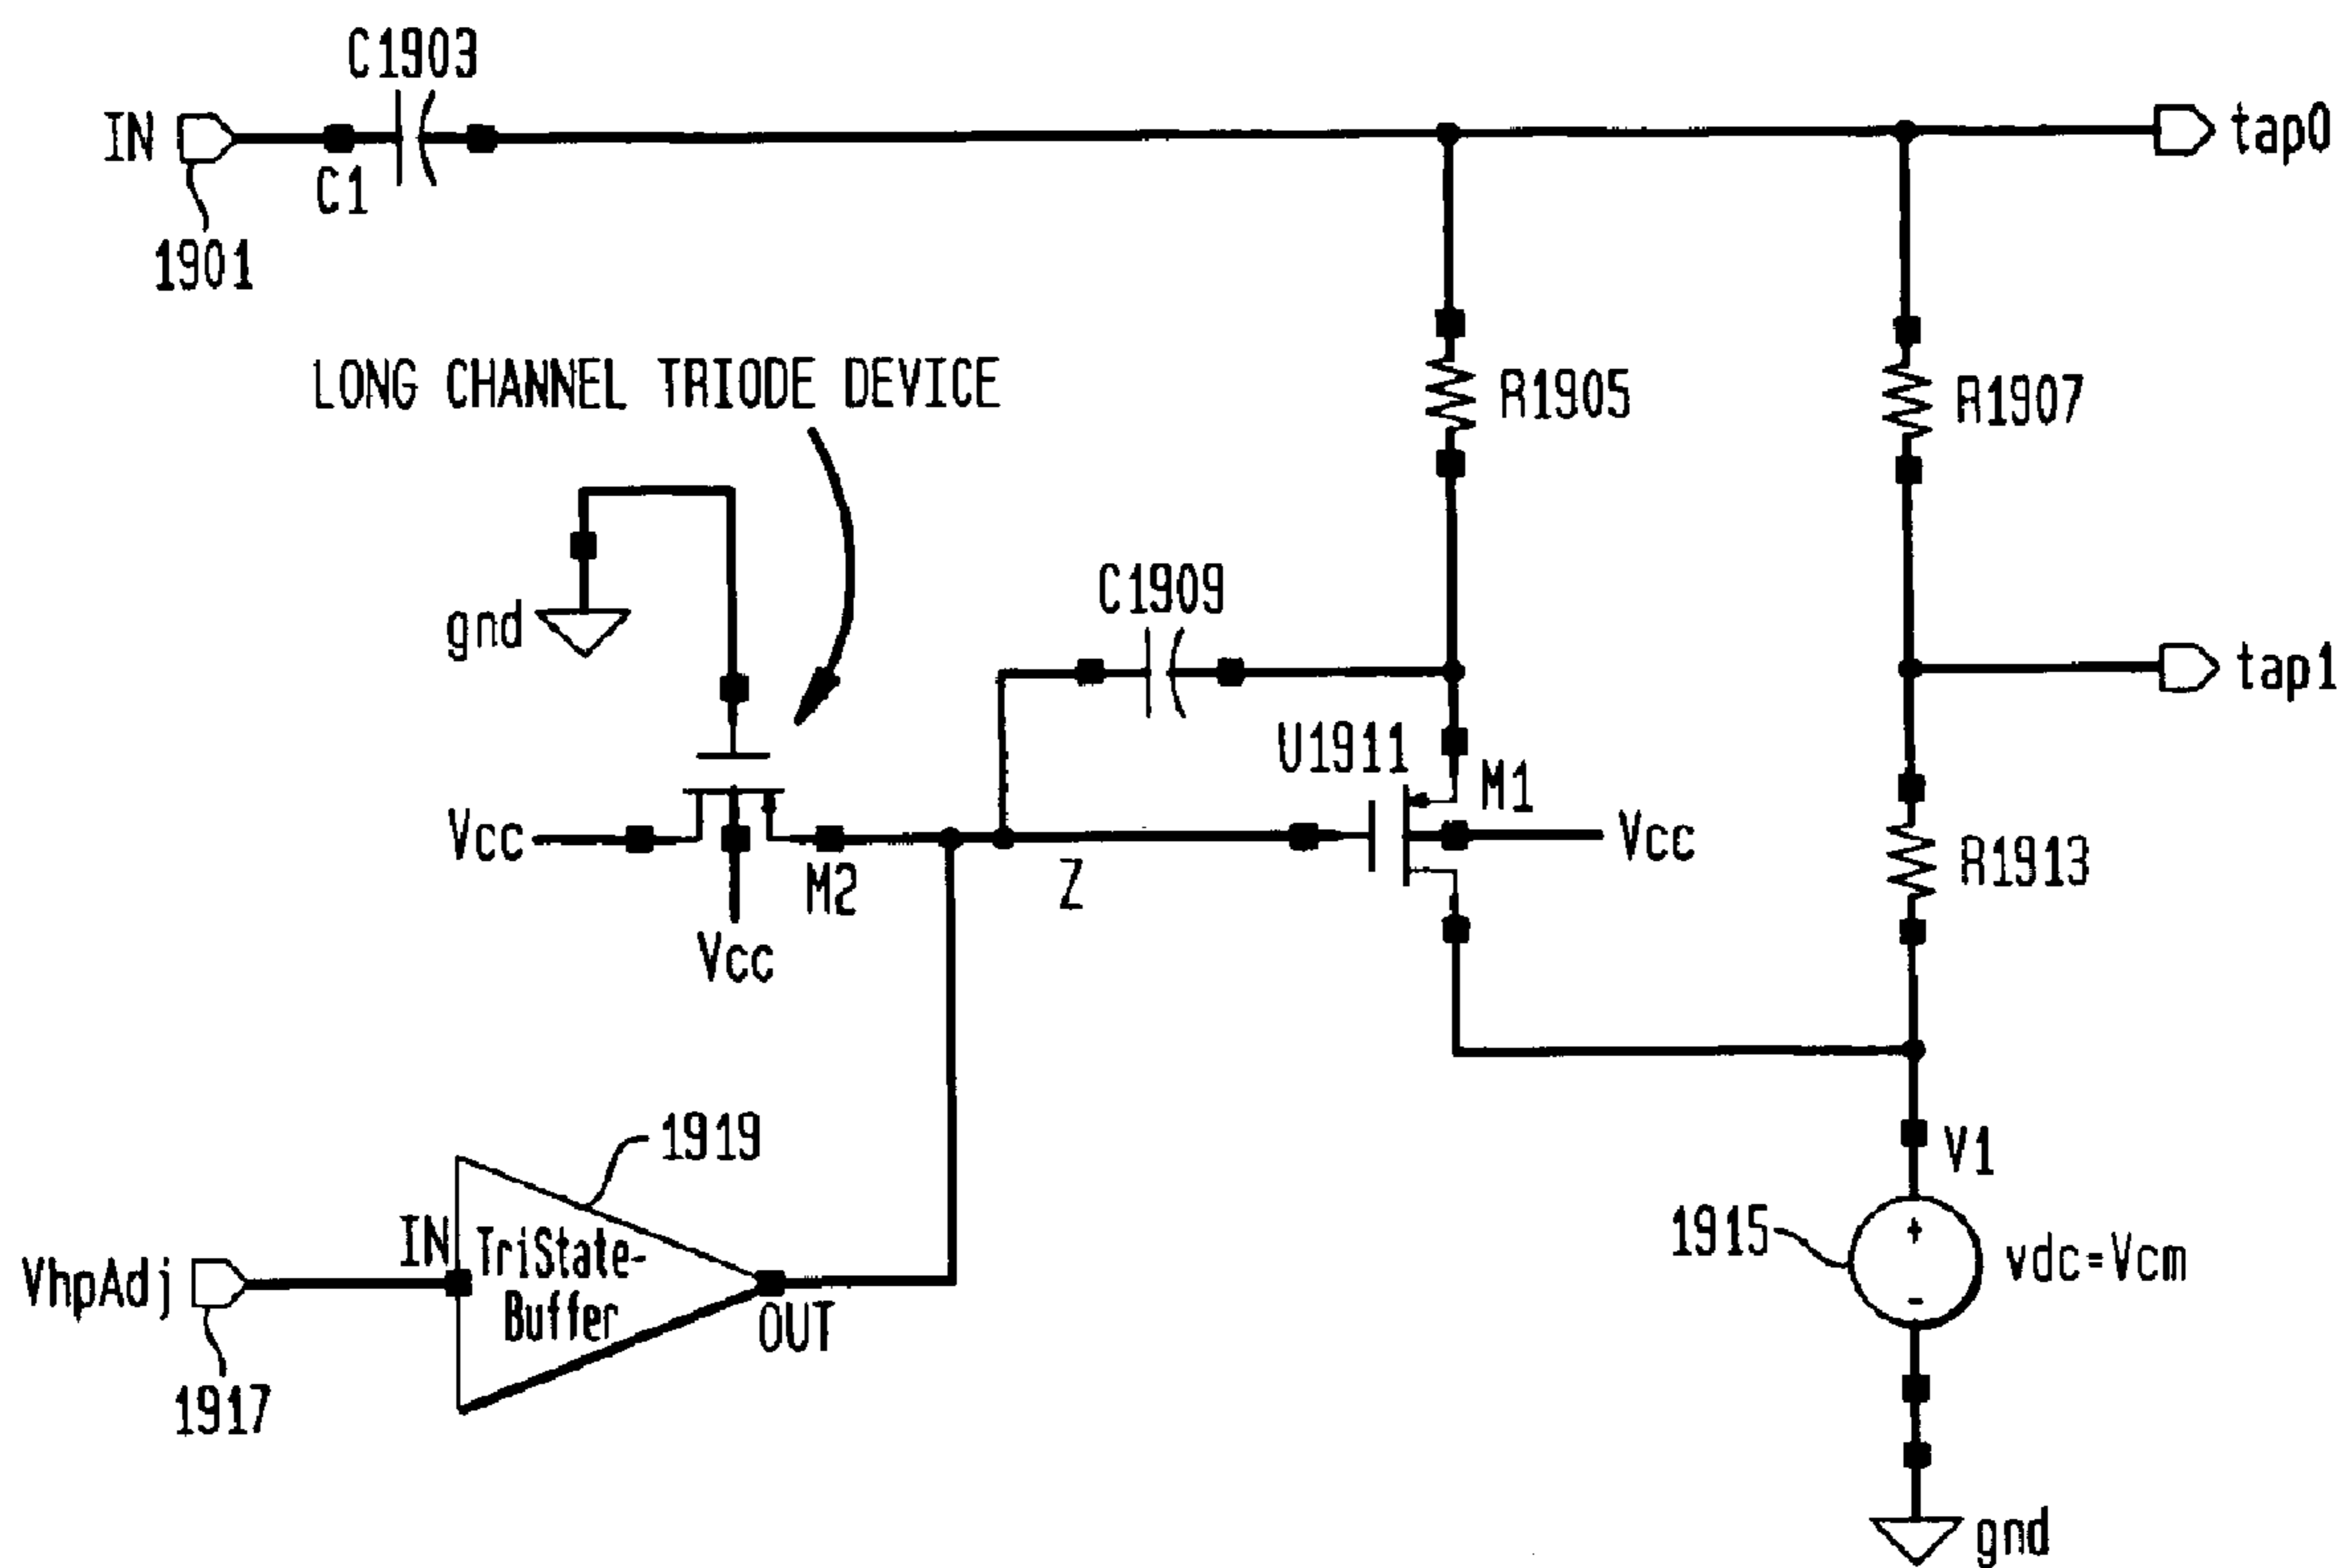 C1903
IN
tap0
C1
1901
LONG CHANNEL TRIODE DEVICE
R1905
R1907
C1909
gnd
tap1
U1911
M1
Vcc
Vcc
R1913
M2
Z
Vcc
1919
V1
1915
IN
TriState-
Buffer
vdc=Vcm
VhpAdj
OUT
1917
gnd